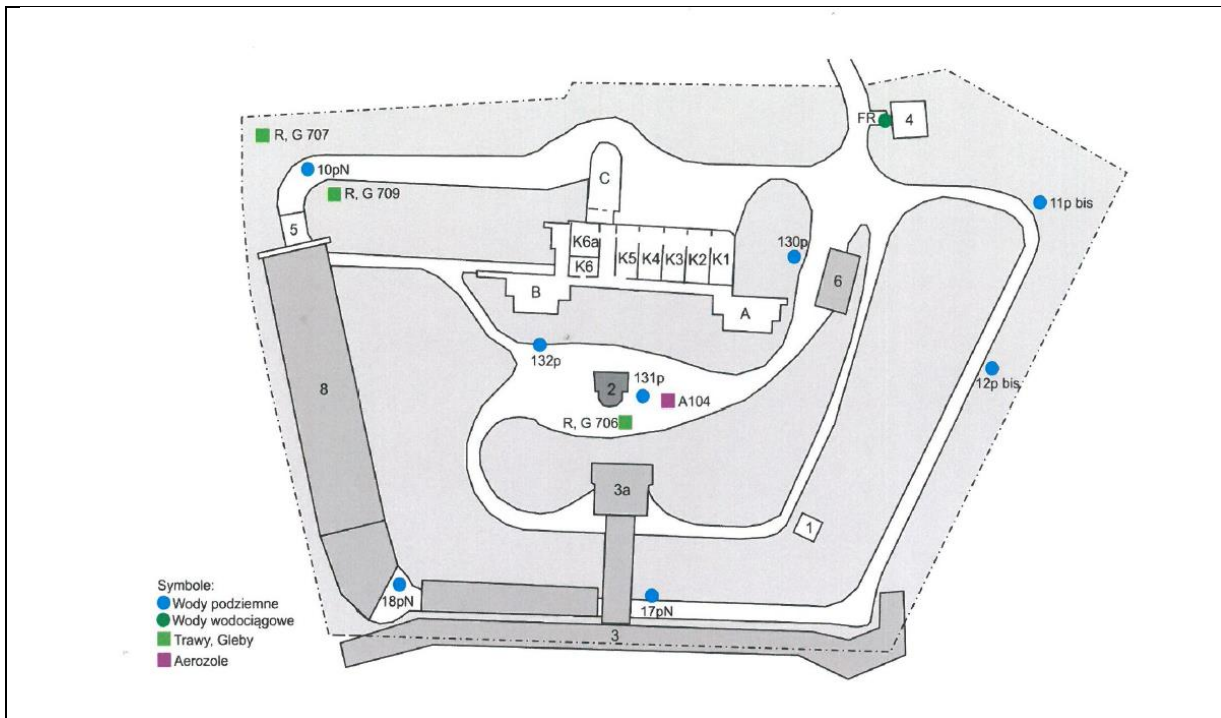 FR
4
R, G 707
10pN
C
R, G 709
11p bis
5
K6a
130p
K5
K4
K3
K2
K1
K6
6
B
A
132p
12p bis
131p
8
2
A104
R, G 706
3a
1
Symbole:
Wody podziemne
Wody wodociągowe
Trawy, Gleby
Aerozole
18pN
17pN
3